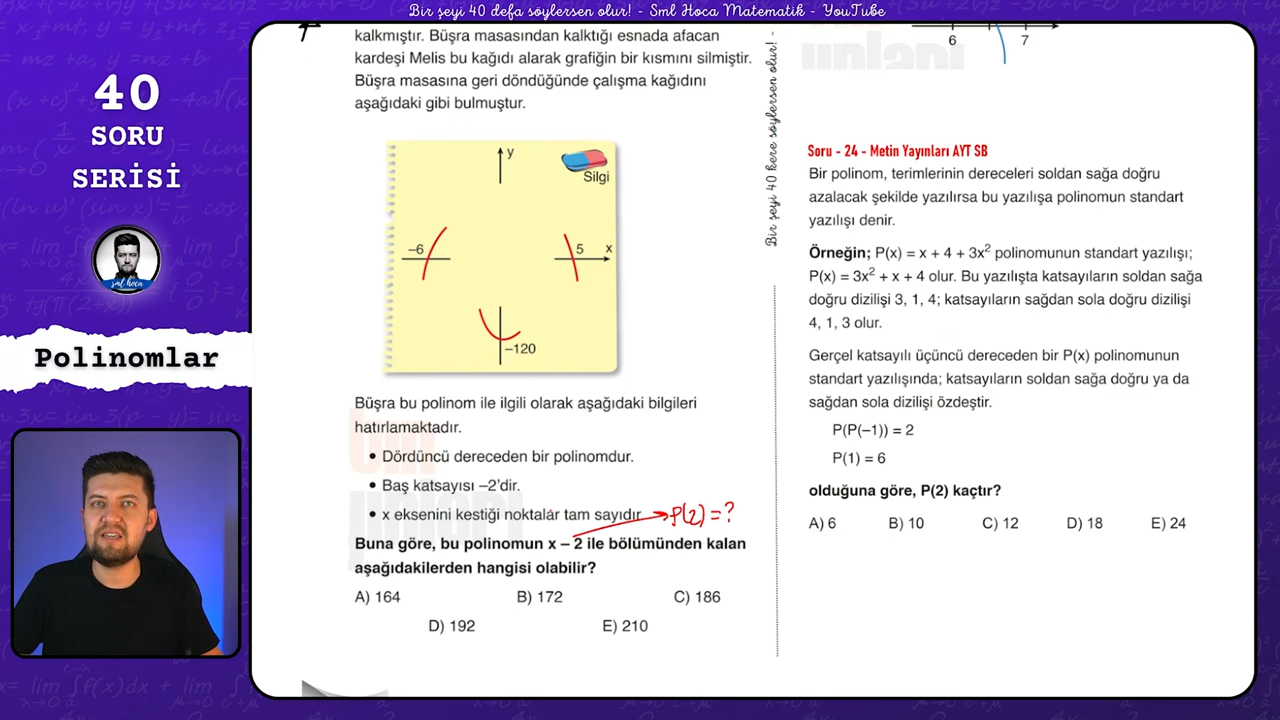 Bir şeyi 40 defa söylersen olur! - Sml Hoca Matematik - YouTube
40
SORU
SERİSİ
sml hoca
Polinomlar
kalkmıştır. Büşra masasından kalktığı esnada afacan
kardeşi Melis bu kağıdı alarak grafiğin bir kısmını silmiştir.
Büşra masasına geri döndüğünde çalışma kağıdını
aşağıdaki gibi bulmuştur.
y
Silgi
–6
5
x
–120
Büşra bu polinom ile ilgili olarak aşağıdaki bilgileri
hatırlamaktadır.
• Dördüncü dereceden bir polinomdur.
• Baş katsayısı –2'dir.
• x eksenini kestiği noktalar tam sayıdır.
P(2)=?
Buna göre, bu polinomun x – 2 ile bölümünden kalan
aşağıdakilerden hangisi olabilir?
A) 164
B) 172
C) 186
D) 192
E) 210
Bir şeyi 40 kere söylersen olur! -
6
7
Soru - 24 - Metin Yayınları AYT SB
Bir polinom, terimlerinin dereceleri soldan sağa doğru
azalacak şekilde yazılırsa bu yazılışa polinomun standart
yazılışı denir.
Örneğin; P(x) = x + 4 + 3x² polinomunun standart yazılışı;
P(x) = 3x² + x + 4 olur. Bu yazılışta katsayıların soldan sağa
doğru dizilişi 3, 1, 4; katsayıların sağdan sola doğru dizilişi
4, 1, 3 olur.
Gerçel katsayılı üçüncü dereceden bir P(x) polinomunun
standart yazılışında; katsayıların soldan sağa doğru ya da
sağdan sola dizilişi özdeştir.
P(P(–1)) = 2
P(1) = 6
olduğuna göre, P(2) kaçtır?
A) 6
B) 10
C) 12
D) 18
E) 24